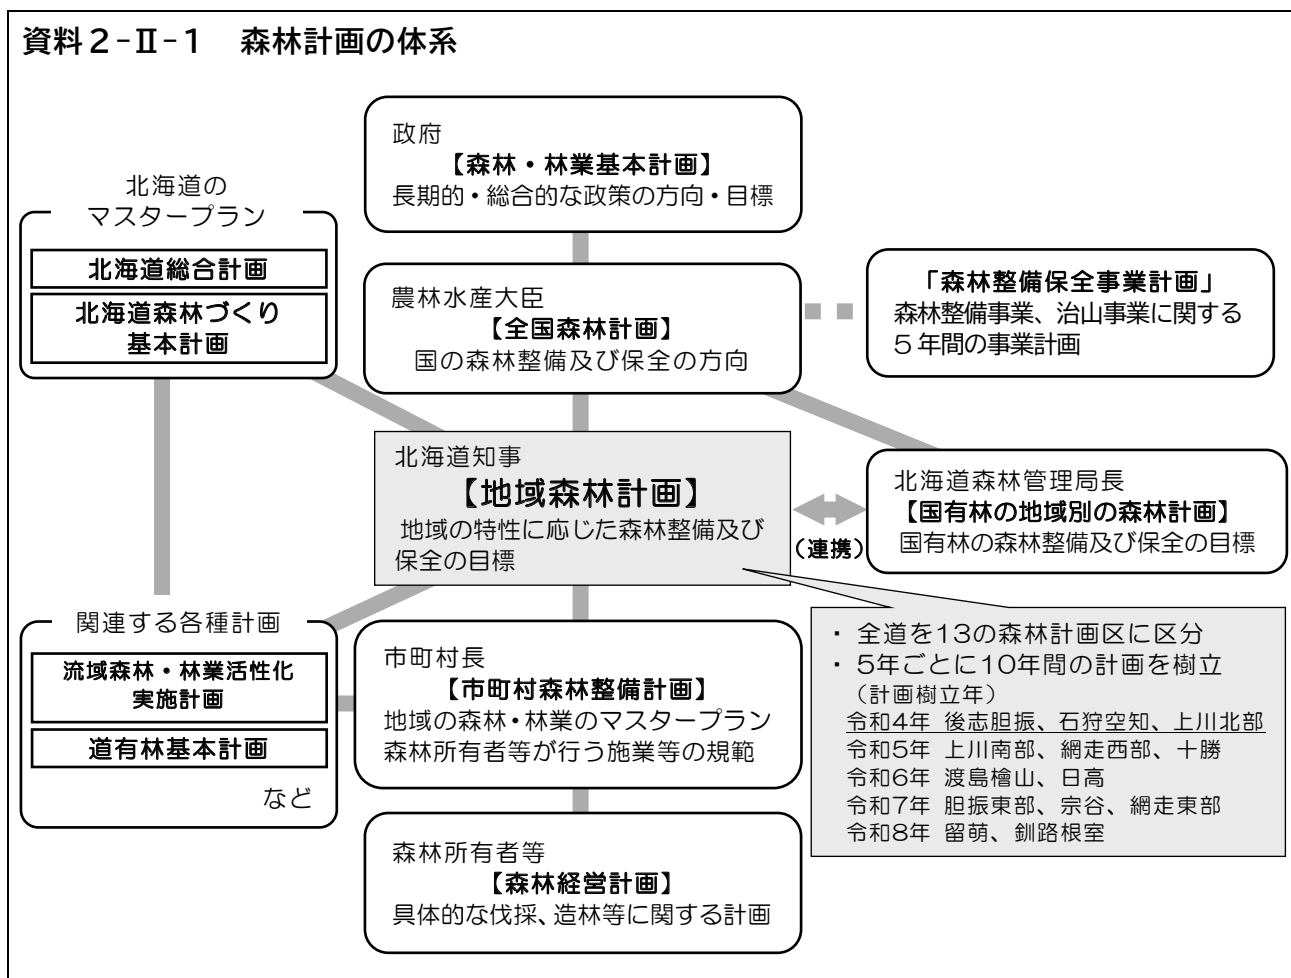 資料2-Ⅱ-1　森林計画の体系
政府
【森林・林業基本計画】
長期的・総合的な政策の方向・目標
北海道の
マスタープラン
北海道総合計画
北海道森林づくり
基本計画
農林水産大臣
【全国森林計画】
国の森林整備及び保全の方向
「森林整備保全事業計画」
森林整備事業、治山事業に関する
5年間の事業計画
北海道知事
【地域森林計画】
地域の特性に応じた森林整備及び
保全の目標
(連携)
北海道森林管理局長
【国有林の地域別の森林計画】
国有林の森林整備及び保全の目標
・ 全道を13の森林計画区に区分
・ 5年ごとに10年間の計画を樹立
（計画樹立年）
令和4年 後志胆振、石狩空知、上川北部
令和5年 上川南部、網走西部、十勝
令和6年 渡島檜山、日高
令和7年 胆振東部、宗谷、網走東部
令和8年 留萌、釧路根室
関連する各種計画
流域森林・林業活性化
実施計画
道有林基本計画
など
市町村長
【市町村森林整備計画】
地域の森林・林業のマスタープラン
森林所有者等が行う施業等の規範
森林所有者等
【森林経営計画】
具体的な伐採、造林等に関する計画